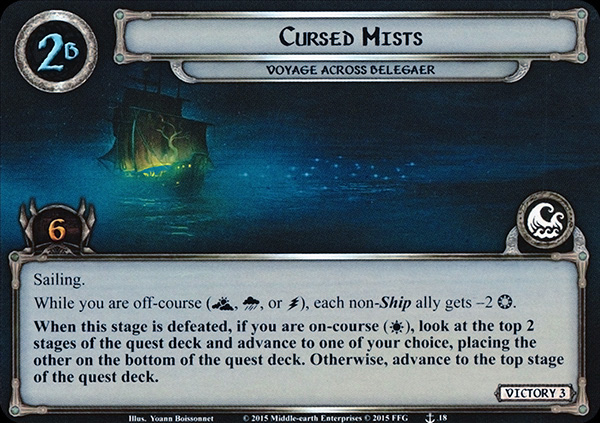 2B
CURSED MISTS
VOYAGE ACROSS BELEGAER
6
Sailing.
While you are off-course (, , or ), each non-Ship ally gets –2 .
When this stage is defeated, if you are on-course (), look at the top 2
stages of the quest deck and advance to one of your choice, placing the
other on the bottom of the quest deck. Otherwise, advance to the top stage
of the quest deck.
VICTORY 3
Illus. Yoann Boissonnet © 2015 Middle-earth Enterprises © 2015 FFG 18